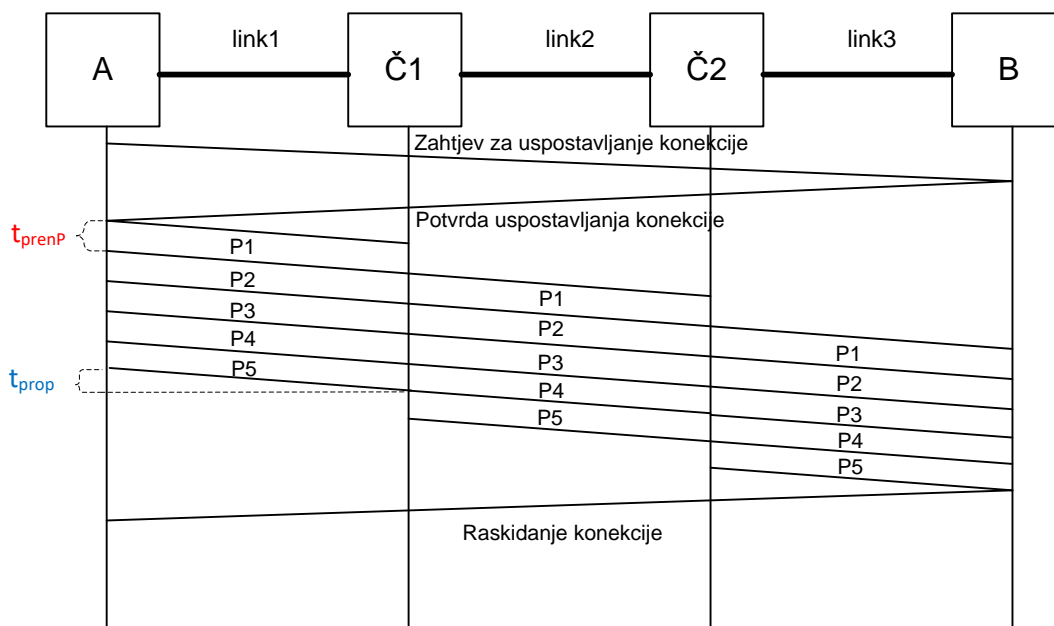 link1
link2
link3
A
Č1
Č2
B
Zahtjev za uspostavljanje konekcije
Potvrda uspostavljanja konekcije
t_prenP
P1
P1
P2
P2
P3
P1
P4
P3
P2
t_prop
P5
P4
P3
P5
P4
P5
Raskidanje konekcije